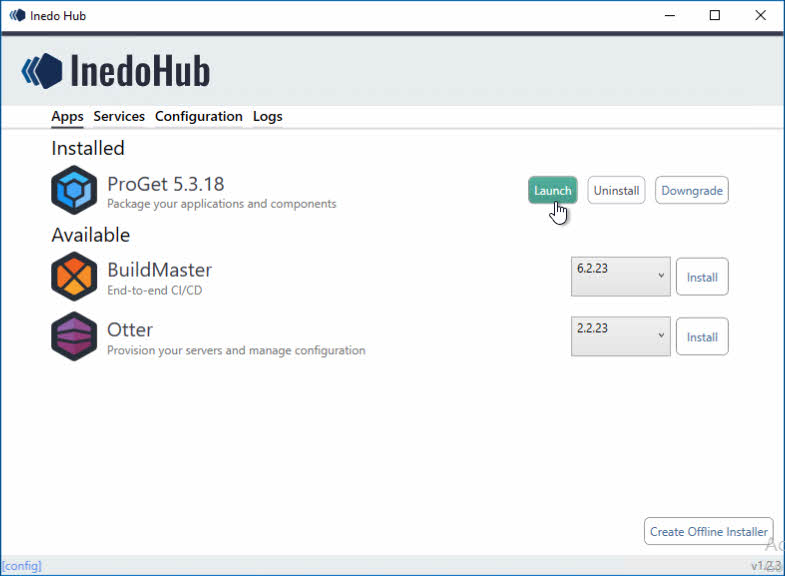 Inedo Hub
InedoHub
Apps Services Configuration Logs
Installed
ProGet 5.3.18
Package your applications and components
Launch Uninstall Downgrade
Available
BuildMaster
End-to-end CI/CD
6.2.23 Install
Otter
Provision your servers and manage configuration
2.2.23 Install
Create Offline Installer
[config]
v1.2.3